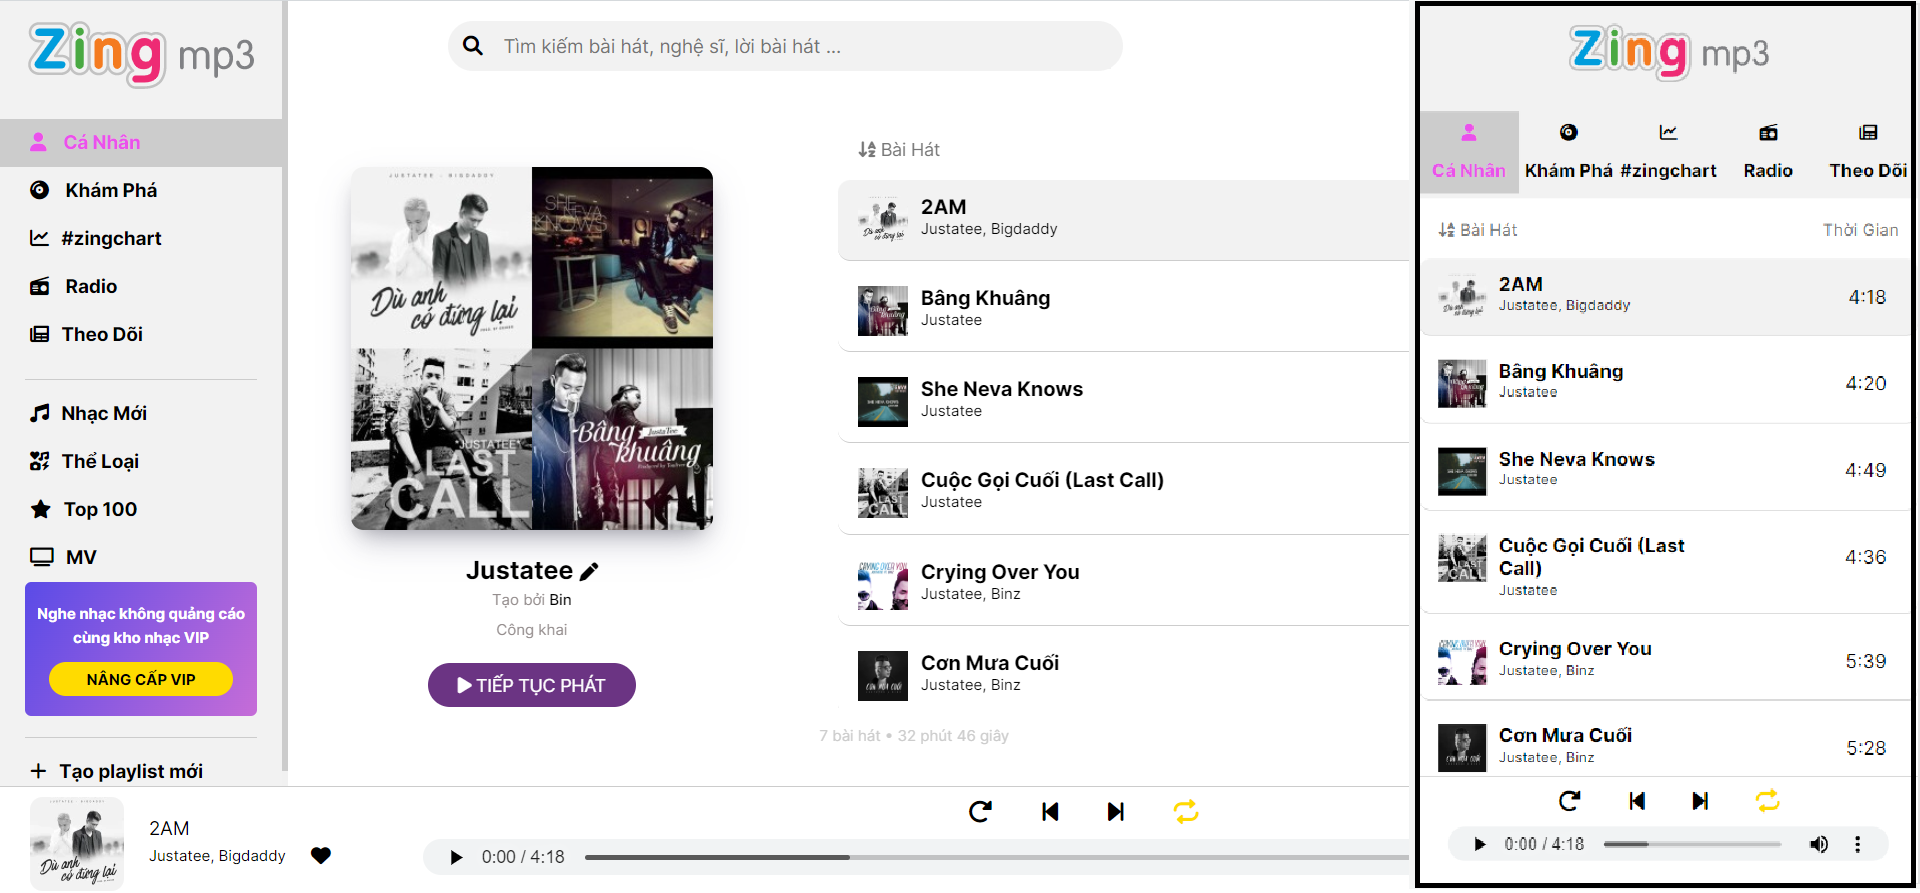 Zing mp3
Cá Nhân
Khám Phá
#zingchart
Radio
Theo Dõi
Nhạc Mới
Thể Loại
Top 100
MV
Nghe nhạc không quảng cáo
cùng kho nhạc VIP
NÂNG CẤP VIP
Tạo playlist mới
Tìm kiếm bài hát, nghệ sĩ, lời bài hát ...
JUSTATEE - BIGDADDY
Dù anh
có đứng lại
SHE
NEVA
KNOWS
JUSTATEE
LAST
CALL
Bâng
JustaTee
khuâng
Justatee
Tạo bởi Bin
Công khai
TIẾP TỤC PHÁT
Bài Hát
2AM
Justatee, Bigdaddy
Bâng Khuâng
Justatee
She Neva Knows
Justatee
Cuộc Gọi Cuối (Last Call)
Justatee
Crying Over You
Justatee, Binz
Cơn Mưa Cuối
Justatee, Binz
7 bài hát • 32 phút 46 giây
2AM
Justatee, Bigdaddy
0:00 / 4:18
Zing mp3
Cá Nhân Khám Phá #zingchart Radio Theo Dõi
Bài Hát Thời Gian
2AM
Justatee, Bigdaddy
4:18
Bâng Khuâng
Justatee
4:20
She Neva Knows
Justatee
4:49
Cuộc Gọi Cuối (Last
Call)
Justatee
4:36
Crying Over You
Justatee, Binz
5:39
Cơn Mưa Cuối
Justatee, Binz
5:28
0:00 / 4:18